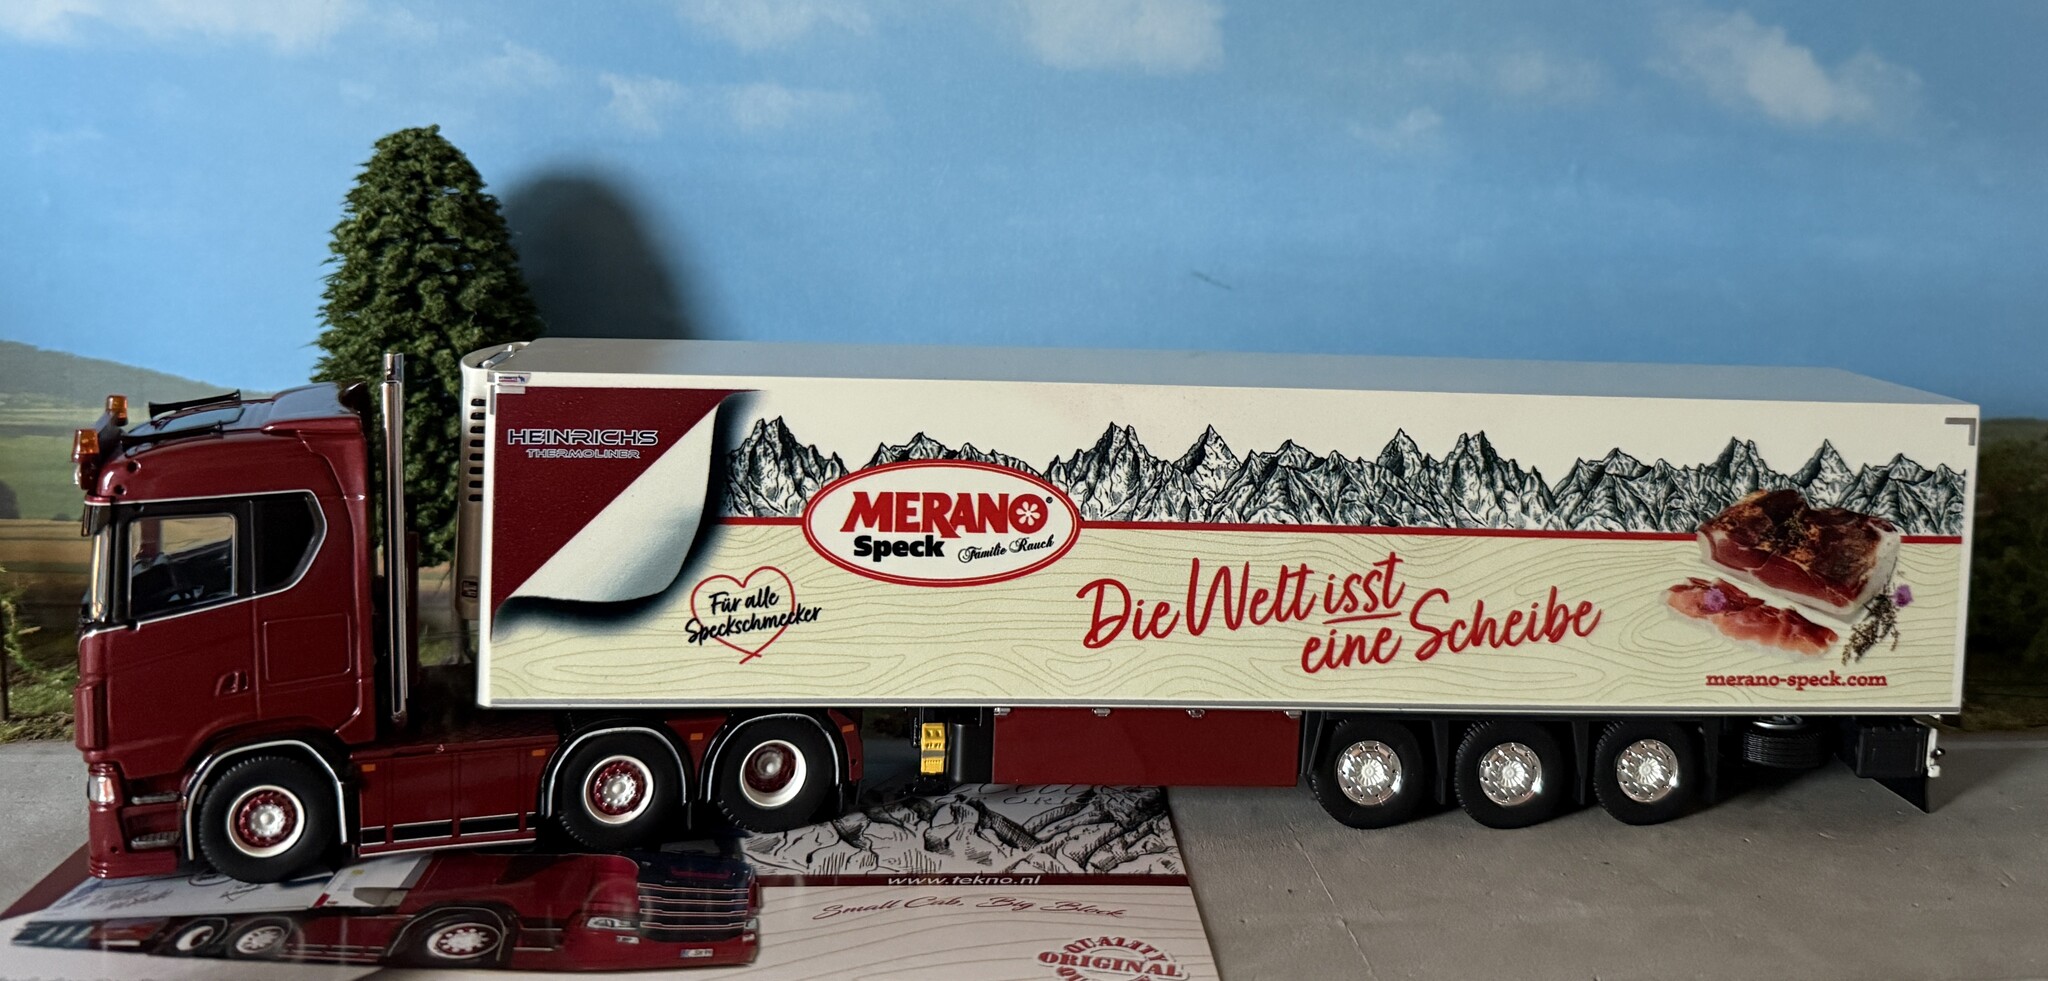 HEINRICHS
THERMOLINER
MERANO®
Speck Familie Rauch
Für alle
Speckschmecker
Die Welt isst
eine Scheibe
merano-speck.com
www.tekno.nl
Small Cab, Big Block
QUALITY
ORIGINAL